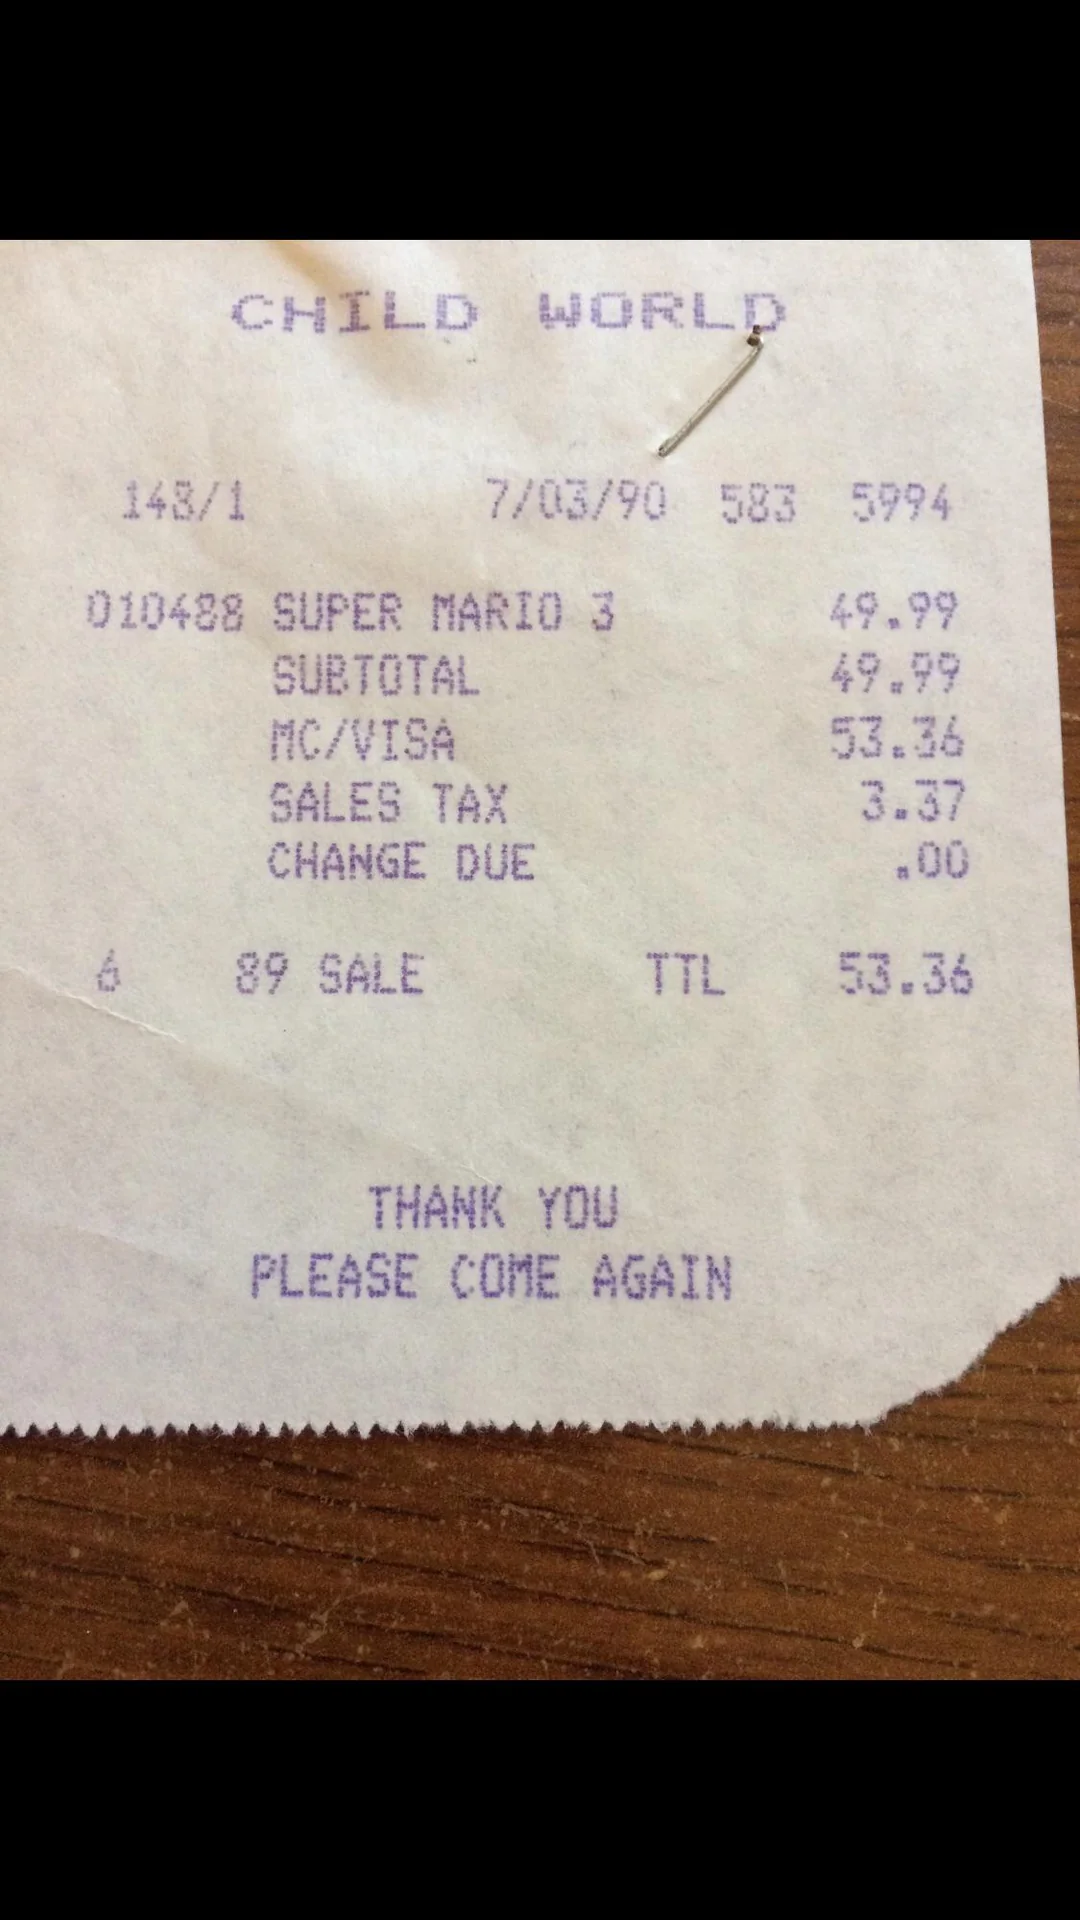 CHILD WORLD
148/1 7/03/90 583 5994
010488 SUPER MARIO 3 49.99
SUBTOTAL 49.99
MC/VISA 53.36
SALES TAX 3.37
CHANGE DUE .00
6 89 SALE TTL 53.36
THANK YOU
PLEASE COME AGAIN